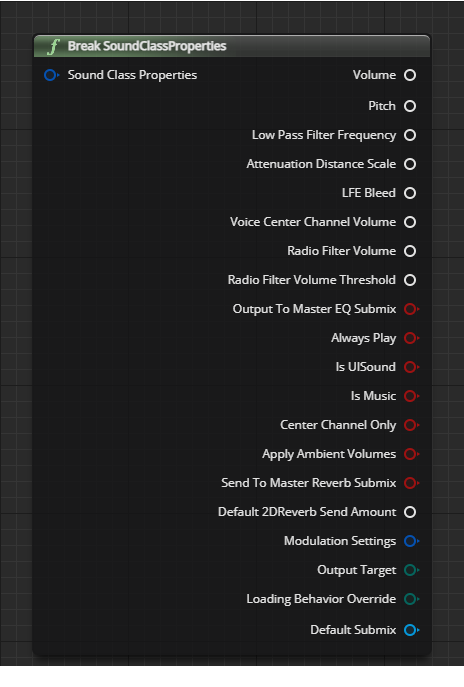 f Break SoundClassProperties
Sound Class Properties Volume
Pitch
Low Pass Filter Frequency
Attenuation Distance Scale
LFE Bleed
Voice Center Channel Volume
Radio Filter Volume
Radio Filter Volume Threshold
Output To Master EQ Submix
Always Play
Is UISound
Is Music
Center Channel Only
Apply Ambient Volumes
Send To Master Reverb Submix
Default 2DReverb Send Amount
Modulation Settings
Output Target
Loading Behavior Override
Default Submix